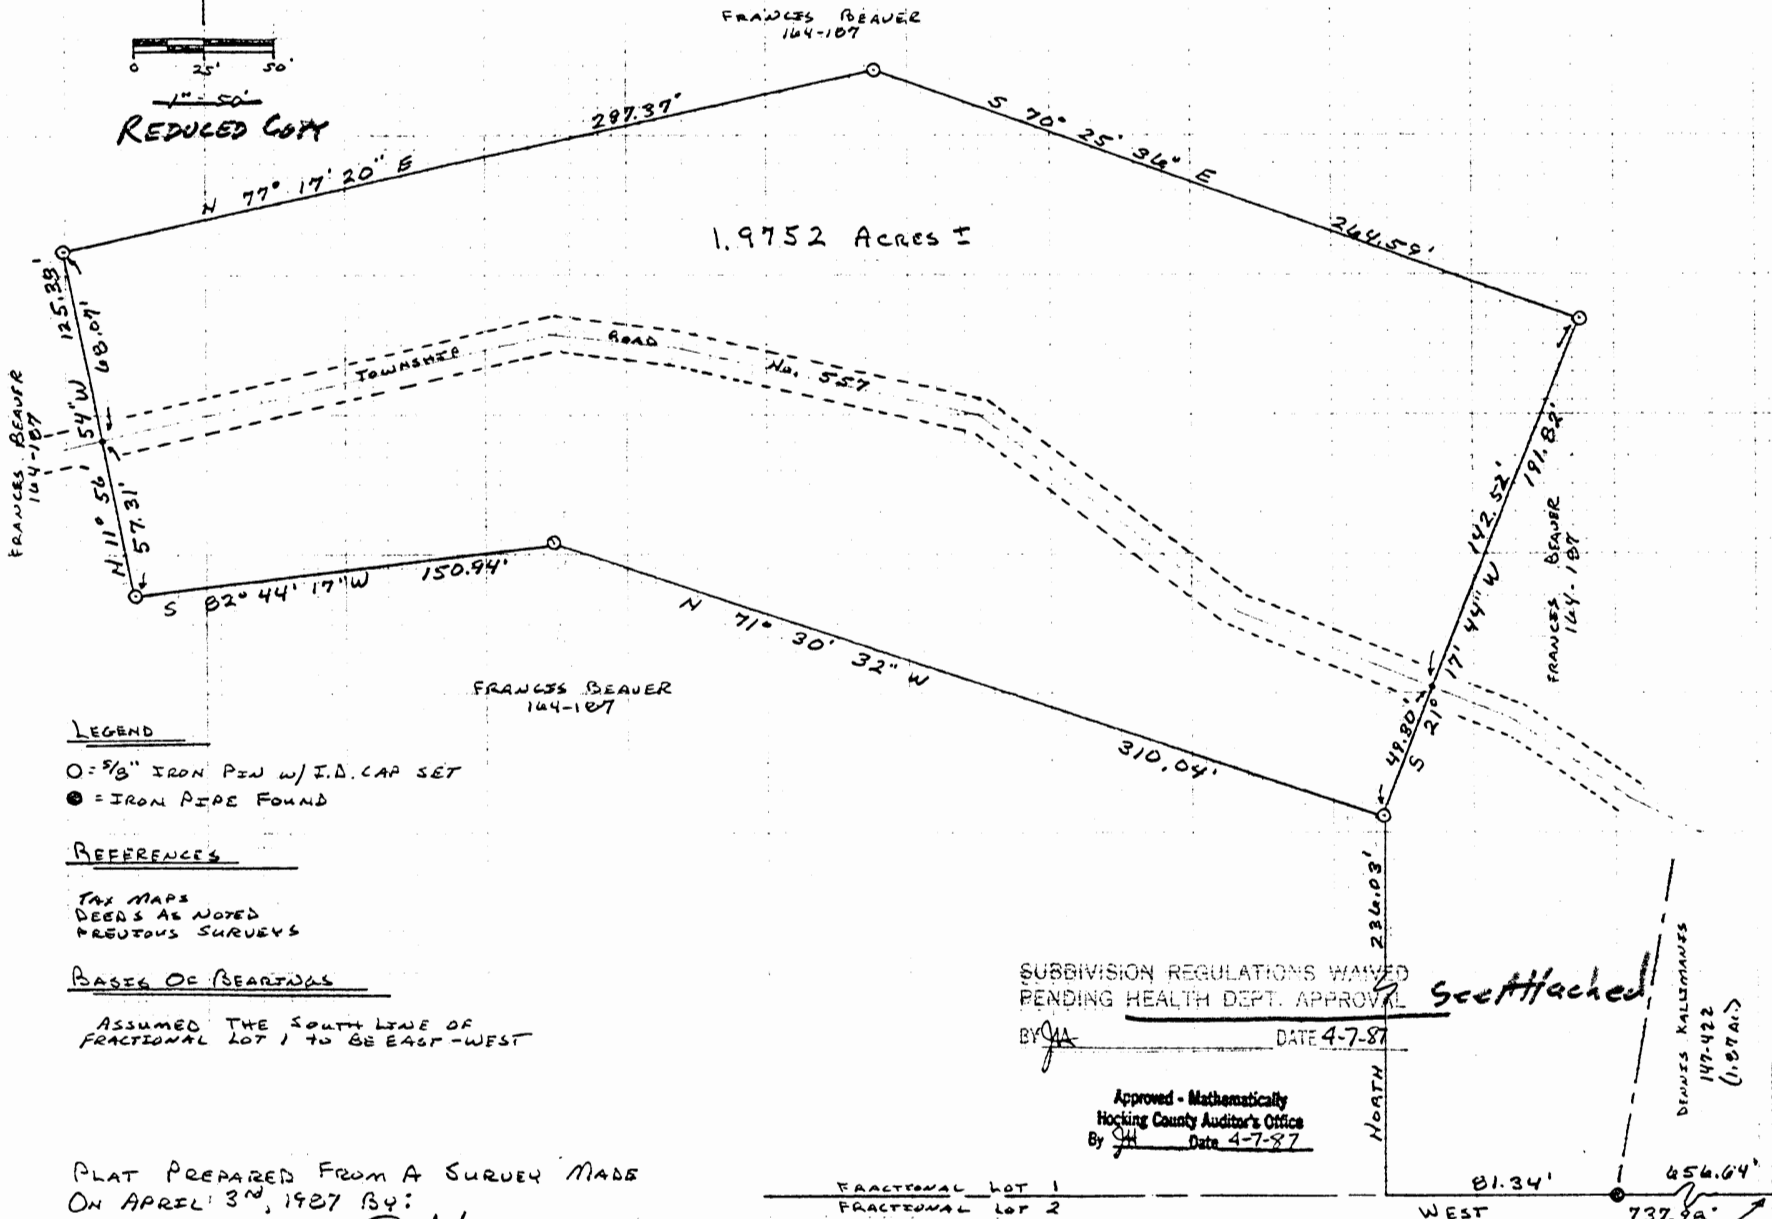 FRANCES BEAVER
164-187
0 25' 50'
1" = 50'
REDUCED COPY
N 77° 17' 20" E 297.37'
S 70° 25' 36" E 264.59'
1.9752 ACRES ±
125.38'
68.07'
N 11° 56' 54" W
57.31'
FRANCES BEAVER
164-187
TOWNSHIP ROAD No. 557
191.82'
142.52'
S 21° 17' 44" W
49.80'
FRANCES BEAVER
164-187
S 82° 44' 17" W 150.94'
N 71° 30' 32" W 310.04'
FRANCES BEAVER
164-187
LEGEND
O = 5/8" IRON PIN W/ I.D. CAP SET
● = IRON PIPE FOUND
REFERENCES
TAX MAPS
DEEDS AS NOTED
PREVIOUS SURVEYS
BASIS OF BEARINGS
ASSUMED THE SOUTH LINE OF
FRACTIONAL LOT 1 TO BE EAST-WEST
236.03'
NORTH
SUBDIVISION REGULATIONS WAIVED
PENDING HEALTH DEPT. APPROVAL See Attached
BY DATE 4-7-87
Approved - Mathematically
Hocking County Auditor's Office
By Date 4-7-87
DENNIS KALLIMANIS
147-422
(1.87 A.)
PLAT PREPARED FROM A SURVEY MADE
ON APRIL 3RD, 1987 BY:
FRACTIONAL LOT 1
FRACTIONAL LOT 2
81.34' 656.64'
WEST